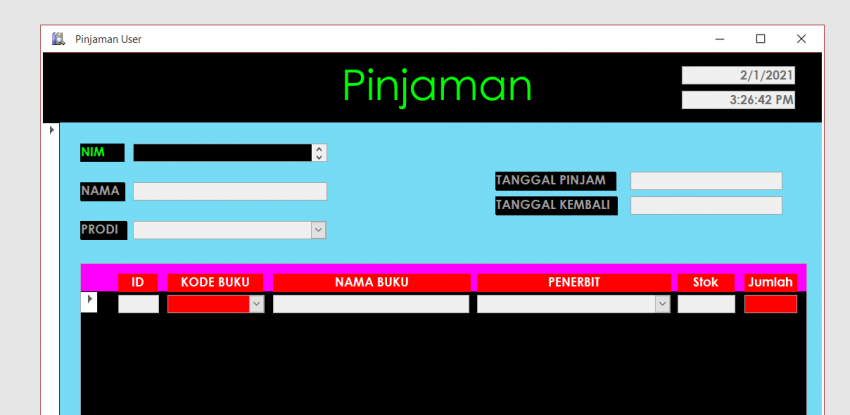 Pinjaman User
Pinjaman
2/1/2021
3:26:42 PM
NIM
NAMA
PRODI
TANGGAL PINJAM
TANGGAL KEMBALI
ID KODE BUKU NAMA BUKU PENERBIT Stok Jumlah